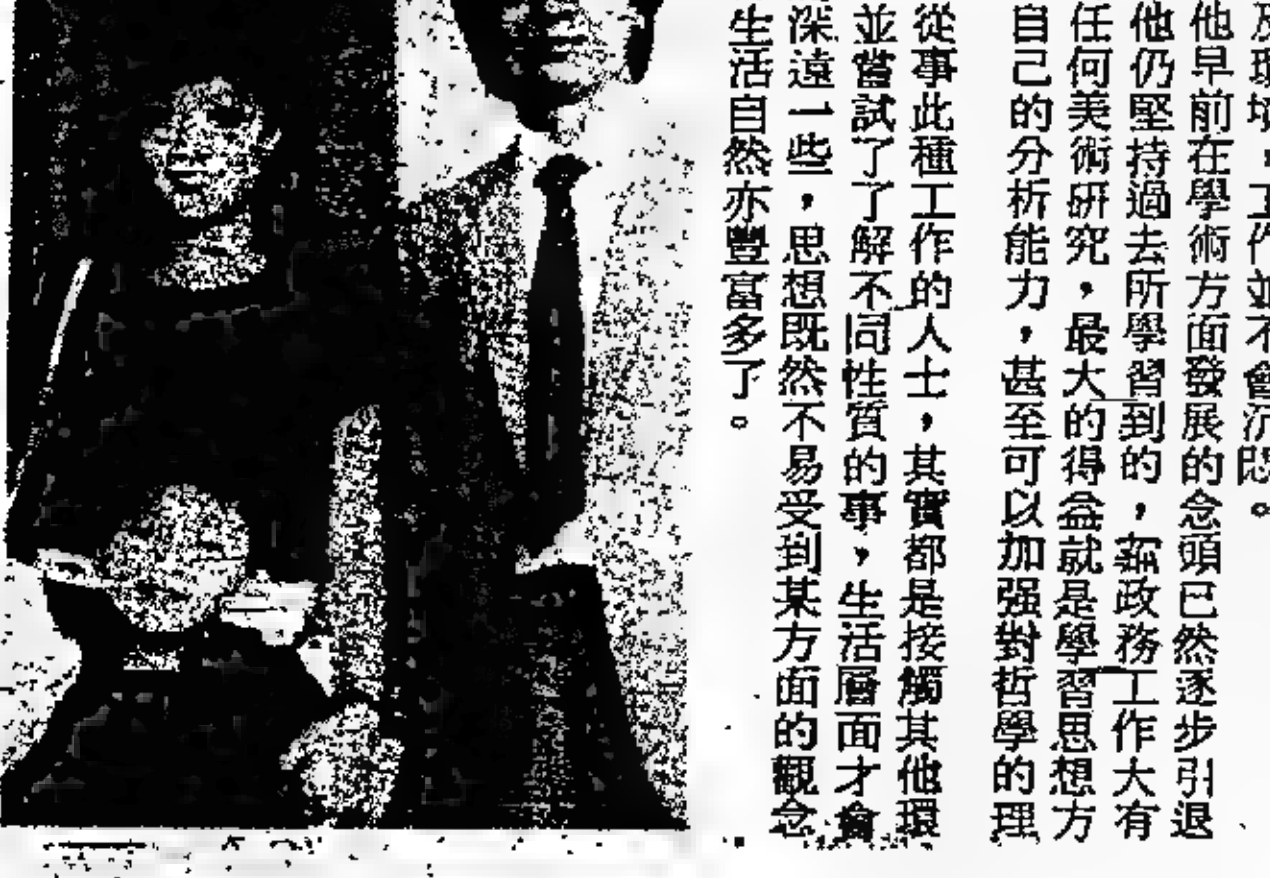 及環境，工作並不會沉悶。
他早前在學術方面發展的念頭已然逐步引退
他仍堅持過去所學習到的，政務工作大有
任何美術研究，最大的得益就是學習思想方
自己的分析能力，甚至可以加强對哲學的理
從事此種工作的人士，其實都是接觸其他環
並嘗試了了解不同性質的事，生活層面才會
深遠一些，思想既然不易受到某方面的觀念
生活自然亦豐富多了。